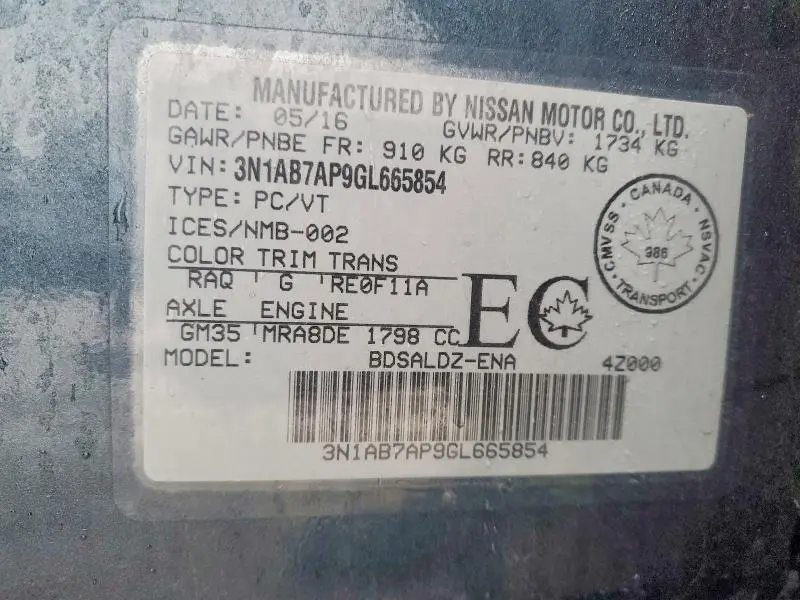 MANUFACTURED BY NISSAN MOTOR CO., LTD.
DATE: 05/16 GVWR/PNBV: 1734 KG
GAWR/PNBE FR: 910 KG RR: 840 KG
VIN: 3N1AB7AP9GL665854
TYPE: PC/VT
ICES/NMB-002
COLOR TRIM TRANS
RAQ G RE0F11A
AXLE ENGINE
GM35 MRA8DE 1798 CC
EC
MODEL: BDSALDZ-ENA 4Z000
3N1AB7AP9GL665854
CANADA
CMVSS
NSVAC
986
TRANSPORT